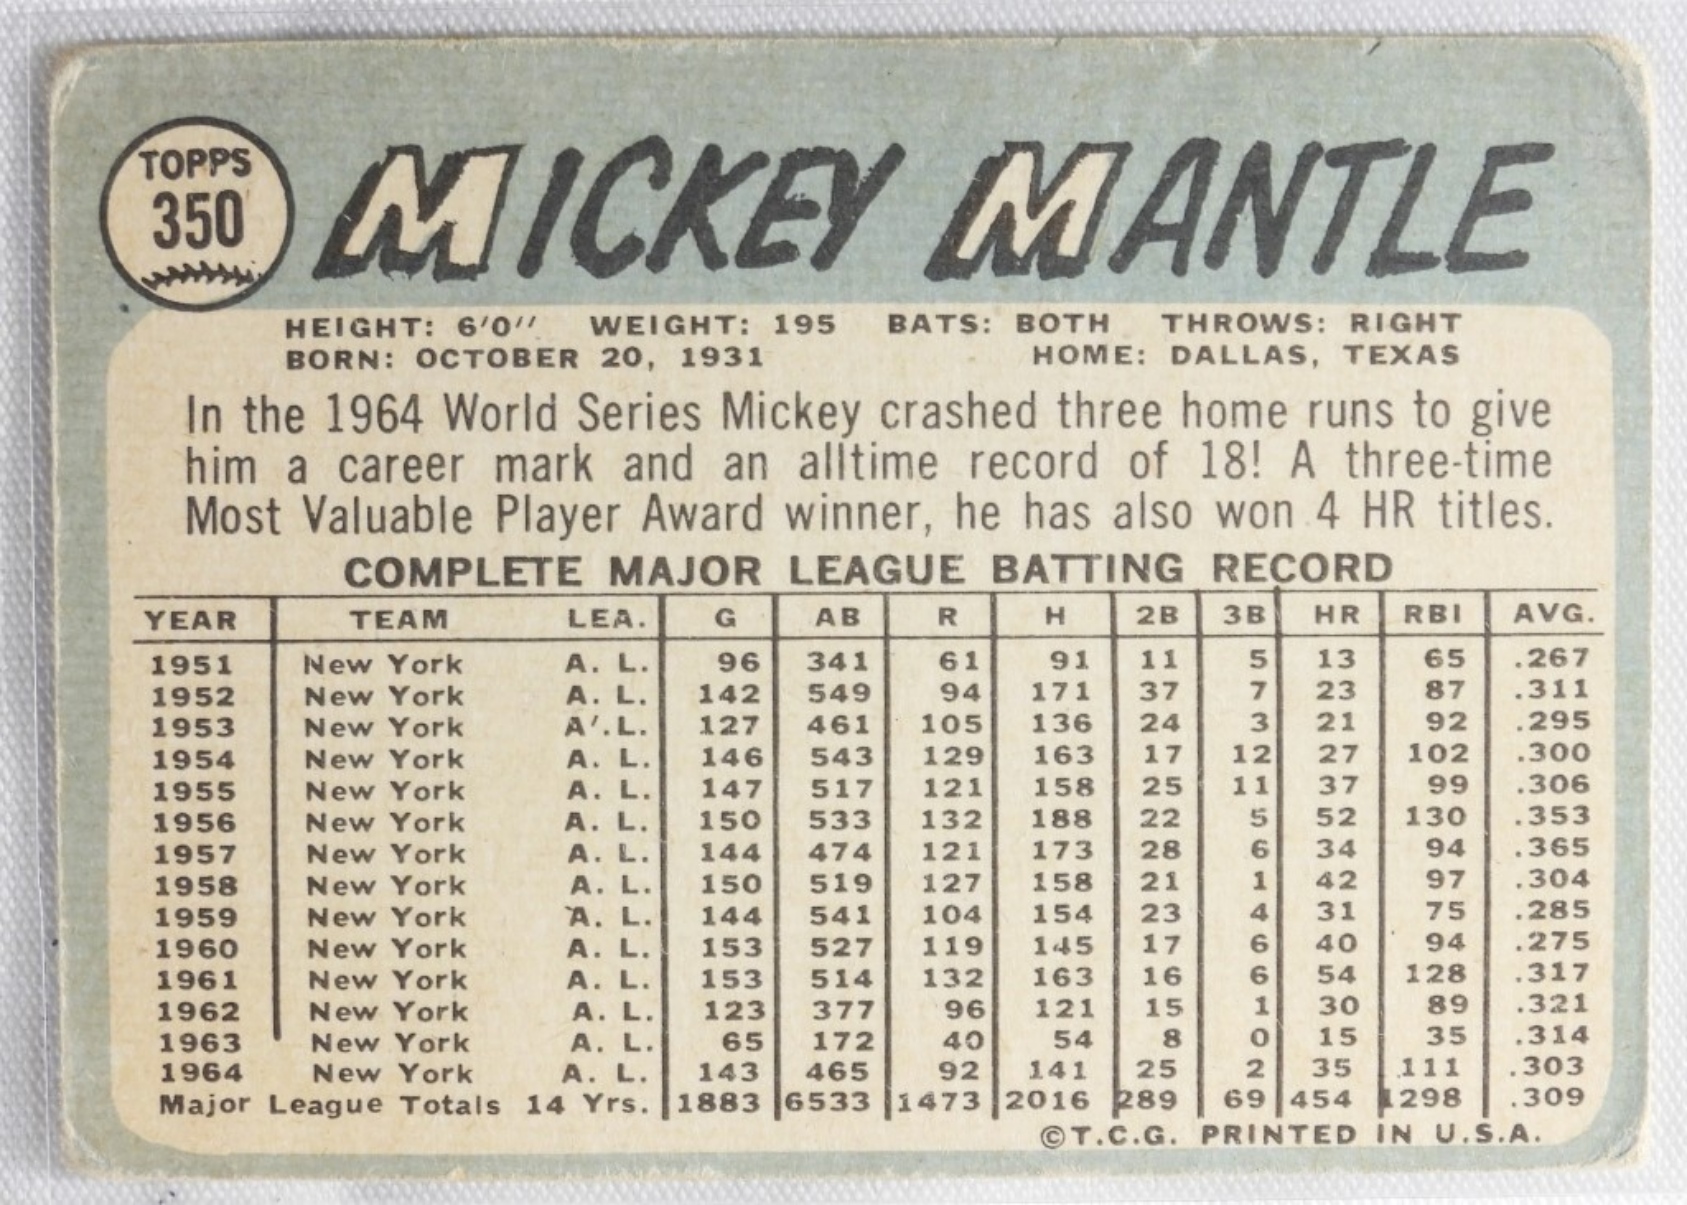 TOPPS
350
MICKEY MANTLE
HEIGHT: 6'0" WEIGHT: 195 BATS: BOTH THROWS: RIGHT
BORN: OCTOBER 20, 1931 HOME: DALLAS, TEXAS
In the 1964 World Series Mickey crashed three home runs to give
him a career mark and an alltime record of 18! A three-time
Most Valuable Player Award winner, he has also won 4 HR titles.
COMPLETE MAJOR LEAGUE BATTING RECORD
YEAR TEAM LEA. G AB R H 2B 3B HR RBI AVG.
1951 New York A. L. 96 341 61 91 11 5 13 65 .267
1952 New York A. L. 142 549 94 171 37 7 23 87 .311
1953 New York A'.L. 127 461 105 136 24 3 21 92 .295
1954 New York A. L. 146 543 129 163 17 12 27 102 .300
1955 New York A. L. 147 517 121 158 25 11 37 99 .306
1956 New York A. L. 150 533 132 188 22 5 52 130 .353
1957 New York A. L. 144 474 121 173 28 6 34 94 .365
1958 New York A. L. 150 519 127 158 21 1 42 97 .304
1959 New York A. L. 144 541 104 154 23 4 31 75 .285
1960 New York A. L. 153 527 119 145 17 6 40 94 .275
1961 New York A. L. 153 514 132 163 16 6 54 128 .317
1962 New York A. L. 123 377 96 121 15 1 30 89 .321
1963 New York A. L. 65 172 40 54 8 0 15 35 .314
1964 New York A. L. 143 465 92 141 25 2 35 111 .303
Major League Totals 14 Yrs. 1883 6533 1473 2016 289 69 454 1298 .309
©T.C.G. PRINTED IN U.S.A.